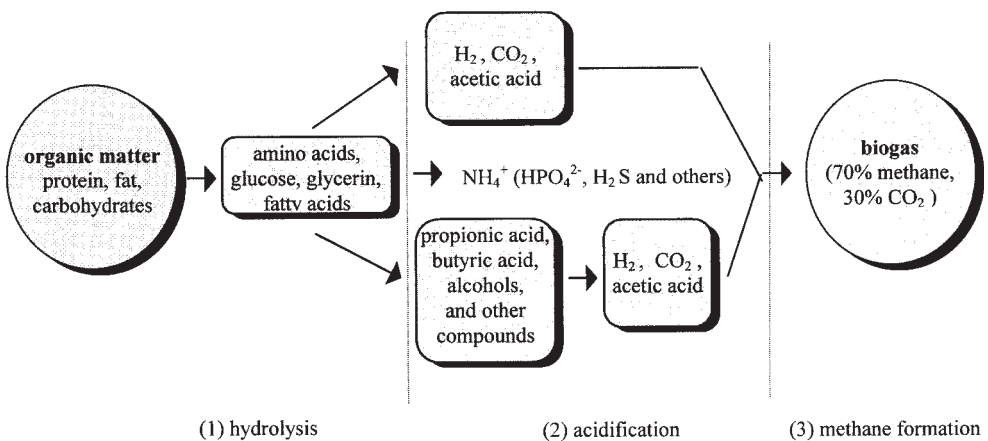 organic matter
protein, fat,
carbohydrates
amino acids,
glucose, glycerin,
fatty acids
H₂, CO₂,
acetic acid
NH₄⁺ (HPO₄²⁻, H₂S and others)
propionic acid,
butyric acid,
alcohols,
and other
compounds
H₂, CO₂,
acetic acid
biogas
(70% methane,
30% CO₂ )
(1) hydrolysis
(2) acidification
(3) methane formation